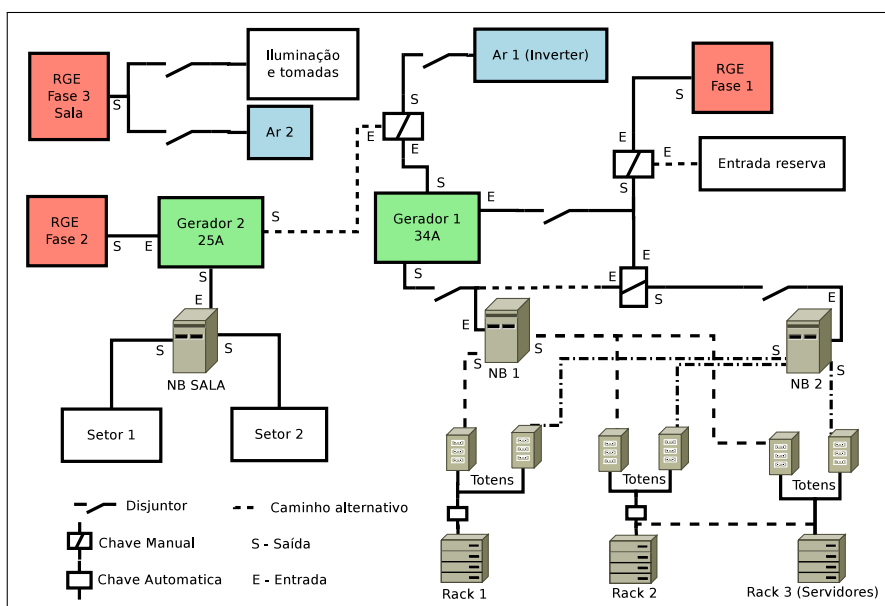 RGE
Fase 3
Sala
S
Iluminação
e tomadas
Ar 2
Ar 1 (Inverter)
S
E
E
S
RGE
Fase 1
S
E
E
S
Entrada reserva
RGE
Fase 2
S
E
Gerador 2
25A
S
S
Gerador 1
34A
E
S
E
E
S
E
E
S
S
NB SALA
E
S
NB 1
S
E
NB 2
S
S
Setor 1
Setor 2
Totens
Totens
Totens
Disjuntor
Caminho alternativo
Chave Manual
S - Saída
Chave Automatica
E - Entrada
Rack 1
Rack 2
Rack 3 (Servidores)